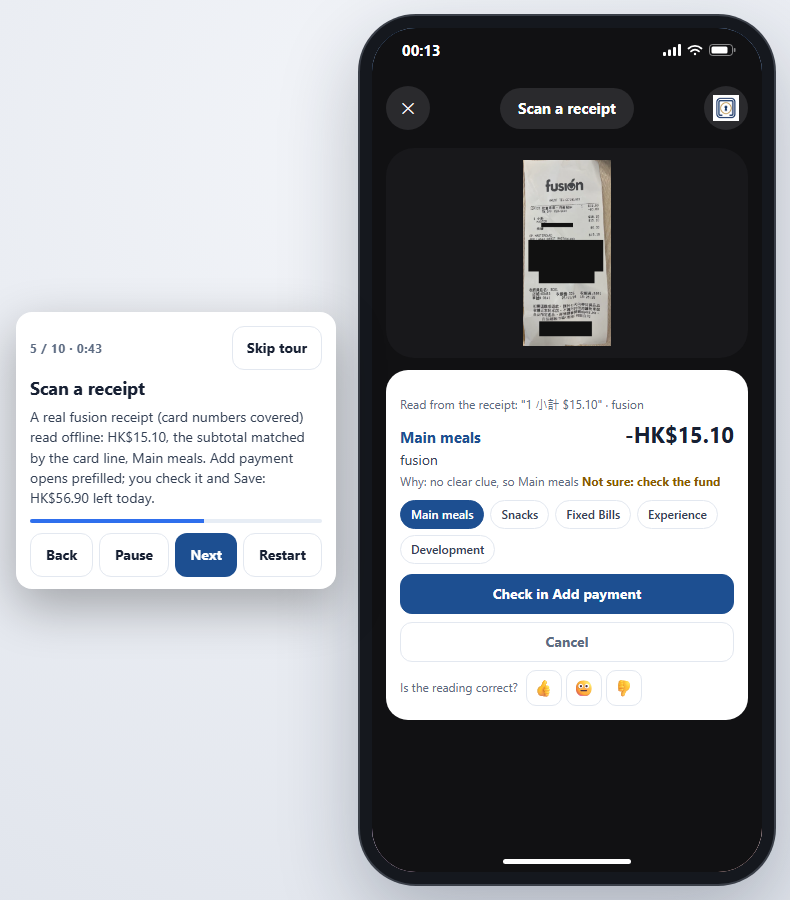 5 / 10 · 0:43
Skip tour
Scan a receipt
A real fusion receipt (card numbers covered)
read offline: HK$15.10, the subtotal matched
by the card line, Main meals. Add payment
opens prefilled; you check it and Save:
HK$56.90 left today.
Back
Pause
Next
Restart
00:13
Scan a receipt
fusion
Read from the receipt: "1 小計 $15.10" · fusion
Main meals
-HK$15.10
fusion
Why: no clear clue, so Main meals Not sure: check the fund
Main meals
Snacks
Fixed Bills
Experience
Development
Check in Add payment
Cancel
Is the reading correct?